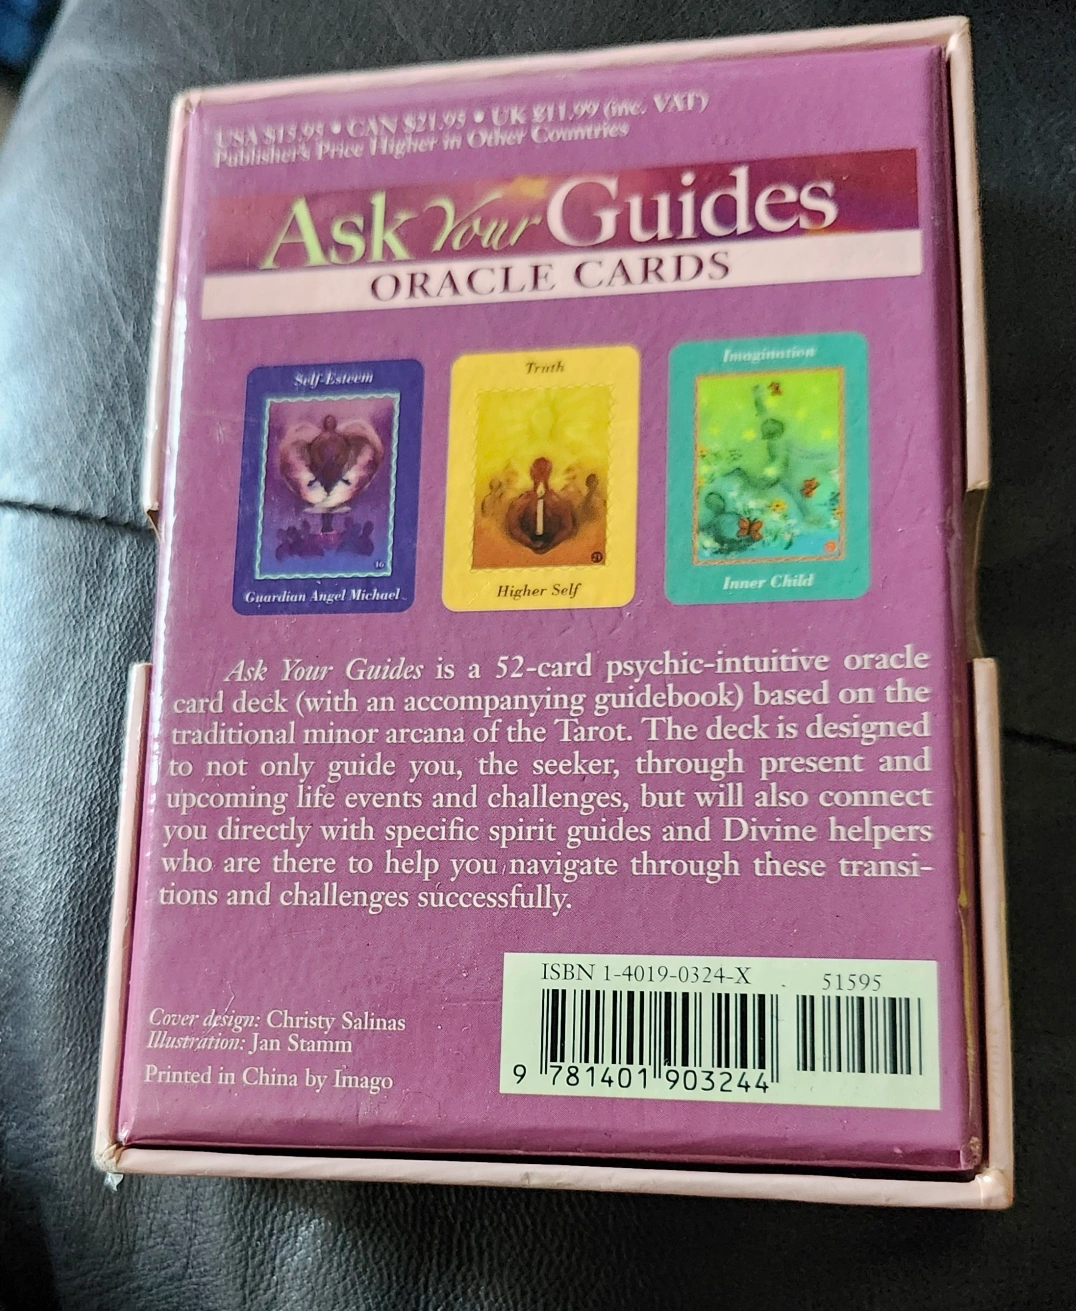 USA $15.95 • CAN $21.95 • UK £11.99 (inc. VAT)
Publisher's Price Higher in Other Countries
Ask Your Guides
ORACLE CARDS
Self-Esteem
16
Guardian Angel Michael
Truth
Higher Self
Imagination
Inner Child
Ask Your Guides is a 52-card psychic-intuitive oracle
card deck (with an accompanying guidebook) based on the
traditional minor arcana of the Tarot. The deck is designed
to not only guide you, the seeker, through present and
upcoming life events and challenges, but will also connect
you directly with specific spirit guides and Divine helpers
who are there to help you navigate through these transi-
tions and challenges successfully.
ISBN 1-4019-0324-X
51595
9 781401 903244
Cover design: Christy Salinas
Illustration: Jan Stamm
Printed in China by Imago